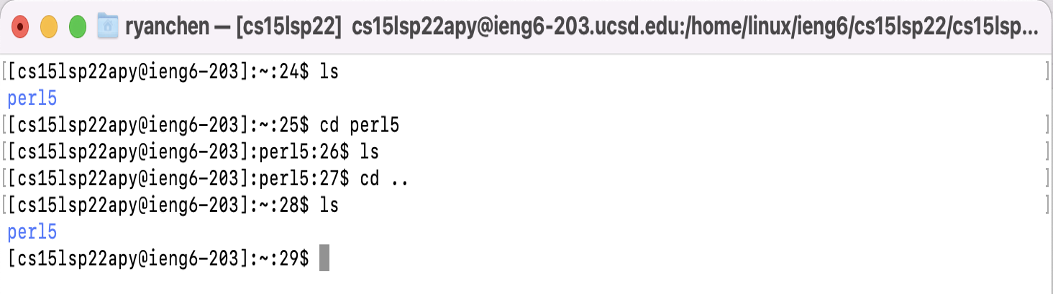 ryanchen — [cs15lsp22] cs15lsp22apy@ieng6-203.ucsd.edu:/home/linux/ieng6/cs15lsp22/cs15lsp...
[[cs15lsp22apy@ieng6-203]:~:24$ ls ]
perl5
[[cs15lsp22apy@ieng6-203]:~:25$ cd perl5 ]
[[cs15lsp22apy@ieng6-203]:perl5:26$ ls ]
[[cs15lsp22apy@ieng6-203]:perl5:27$ cd .. ]
[[cs15lsp22apy@ieng6-203]:~:28$ ls ]
perl5
[cs15lsp22apy@ieng6-203]:~:29$